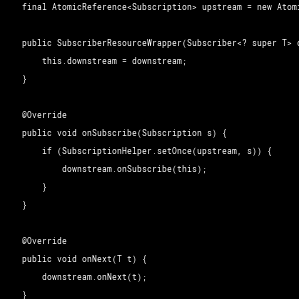 final AtomicReference<Subscription> upstream = new
public SubscriberResourceWrapper(Subscriber<? super T>
this.downstream = downstream;
}
@Override
public void onSubscribe(Subscription s) {
if (SubscriptionHelper.setOnce(upstream, s)) {
downstream.onSubscribe(this);
}
}
@Override
public void onNext(T t) {
downstream.onNext(t);
}